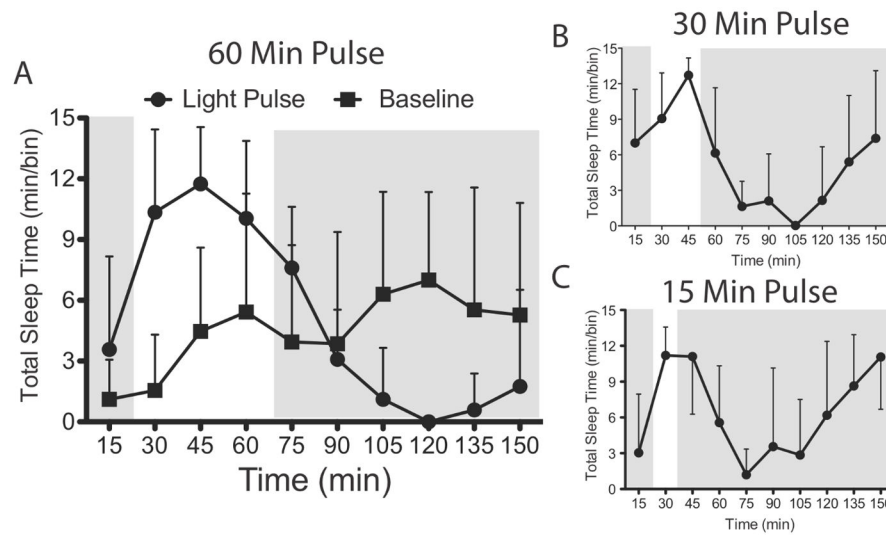 A
60 Min Pulse
Light Pulse
Baseline
Total Sleep Time (min/bin)
15
12
9
6
3
0
15 30 45 60 75 90 105 120 135 150
Time (min)
B
30 Min Pulse
Total Sleep TIme (min/bin)
15
12
9
6
3
0
15 30 45 60 75 90 105 120 135 150
Time (min)
C
15 Min Pulse
Total Sleep Time (min/bin)
15
12
9
6
3
0
15 30 45 60 75 90 105 120 135 150
Time (min)